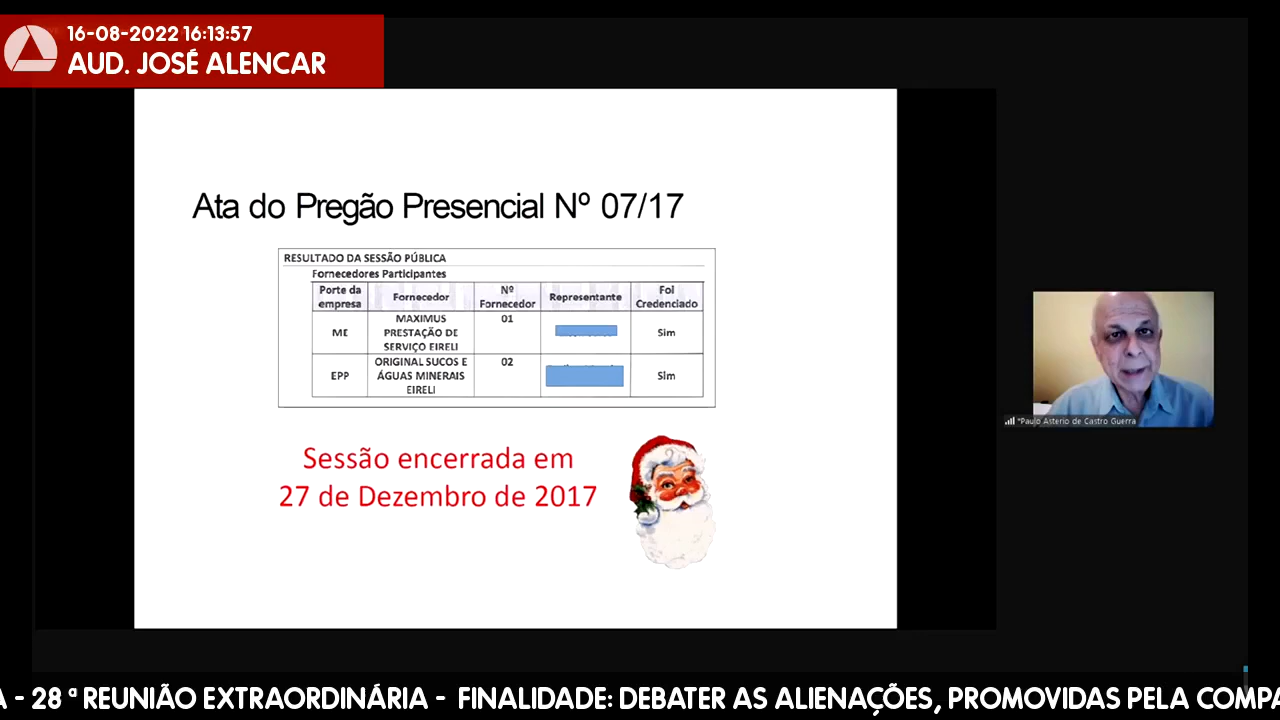 16-08-2022 16:13:57
AUD. JOSÉ ALENCAR
Ata do Pregão Presencial Nº 07/17
RESULTADO DA SESSÃO PÚBLICA
Fornecedores Participantes
Porte da empresa Fornecedor Nº Fornecedor Representante Foi Credenciado
ME MAXIMUS PRESTAÇÃO DE SERVIÇO EIRELI 01 Sim
EPP ORIGINAL SUCOS E ÁGUAS MINERAIS EIRELI 02 Sim
Sessão encerrada em
27 de Dezembro de 2017
*Paulo Asterio de Castro Guerra
A - 28 ª REUNIÃO EXTRAORDINÁRIA - FINALIDADE: DEBATER AS ALIENAÇÕES, PROMOVIDAS PELA COMPA